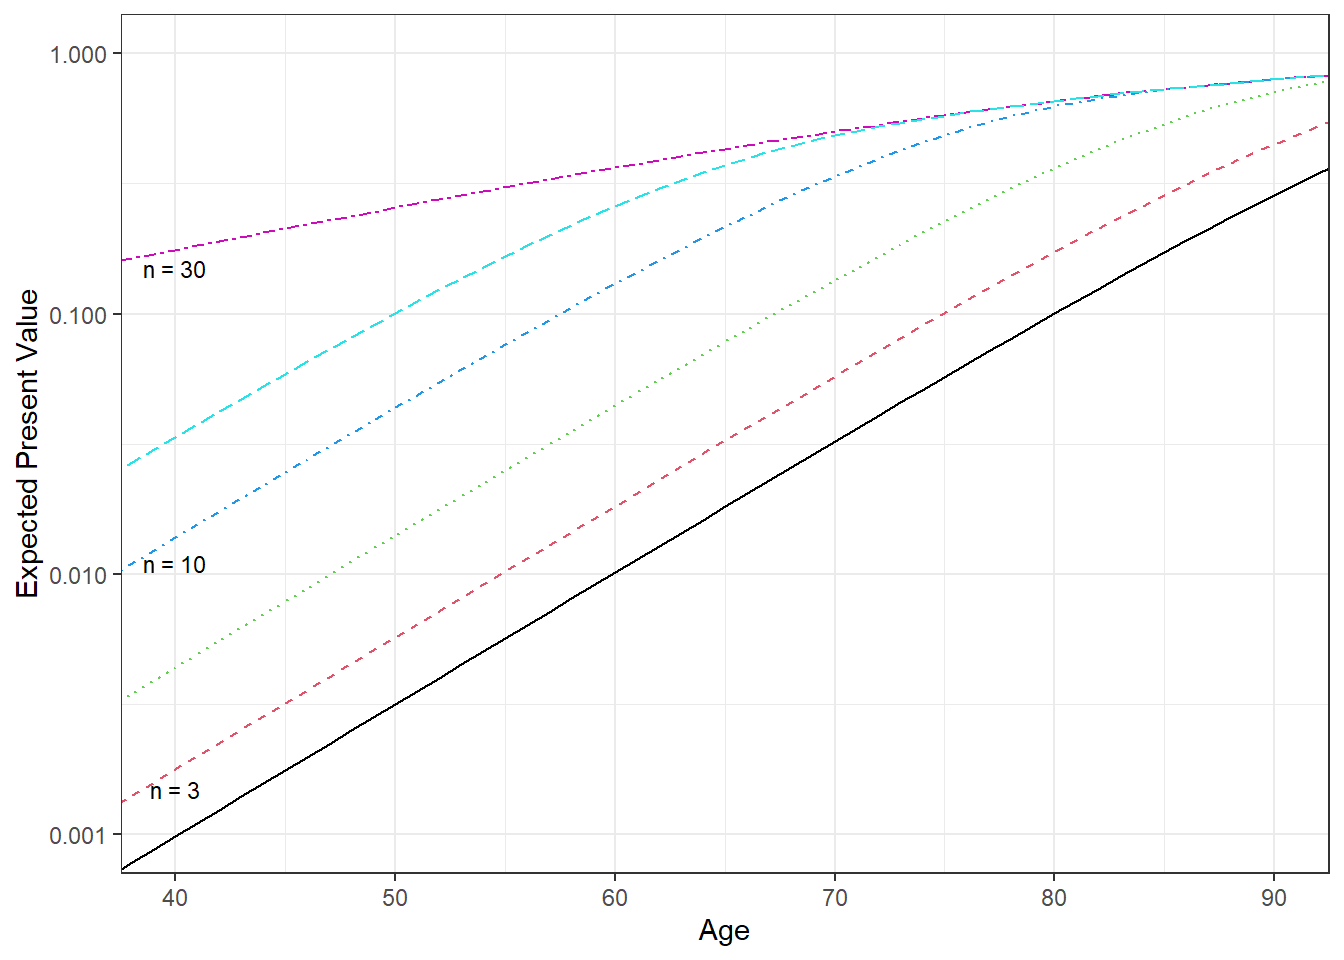 1.000
0.100
0.010
0.001
Expected Present Value
n = 30
n = 10
n = 3
40 50 60 70 80 90
Age